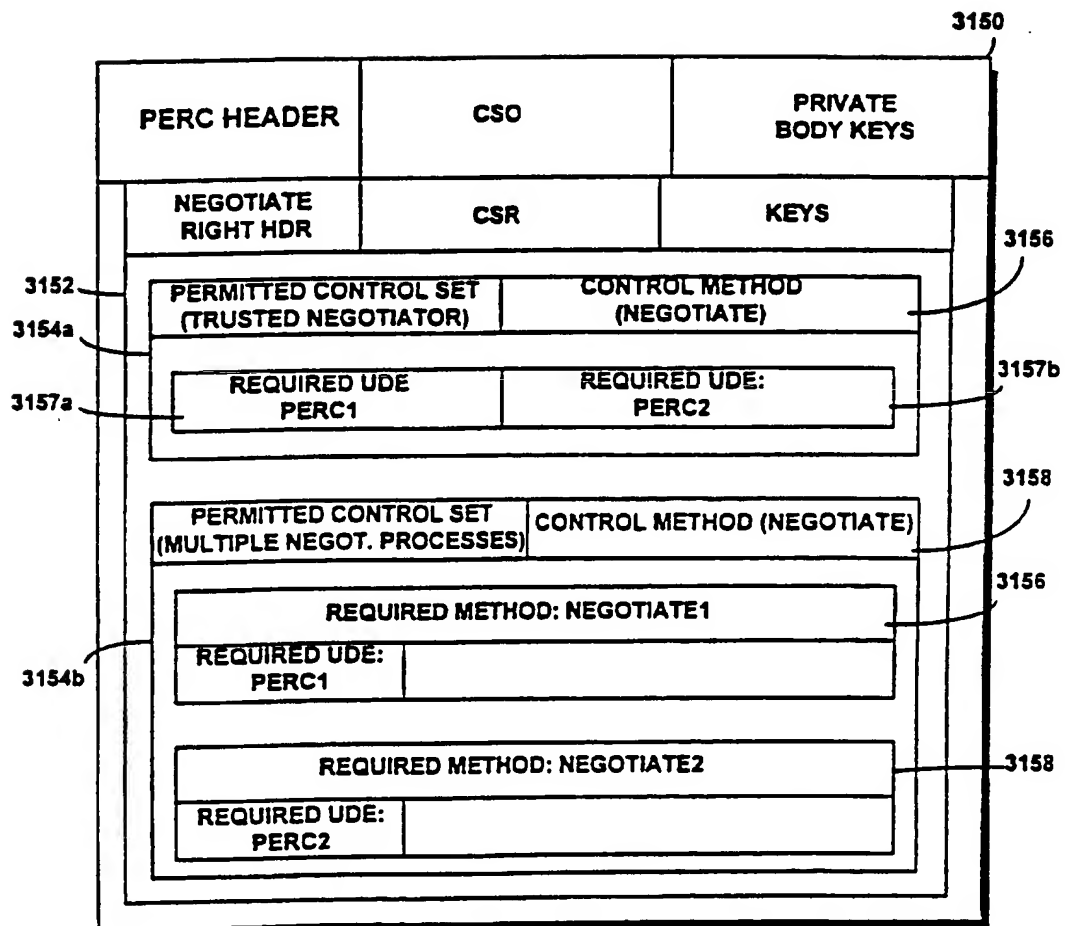 3150
PERC HEADER
CSO
PRIVATE
BODY KEYS
NEGOTIATE
RIGHT HDR
CSR
KEYS
3156
3152
PERMITTED CONTROL SET
(TRUSTED NEGOTIATOR)
CONTROL METHOD
(NEGOTIATE)
3154a
REQUIRED UDE
PERC1
REQUIRED UDE:
PERC2
3157b
3157a
3158
PERMITTED CONTROL SET
(MULTIPLE NEGOT. PROCESSES)
CONTROL METHOD (NEGOTIATE)
3156
REQUIRED METHOD: NEGOTIATE1
REQUIRED UDE:
PERC1
3154b
REQUIRED METHOD: NEGOTIATE2
3158
REQUIRED UDE:
PERC2